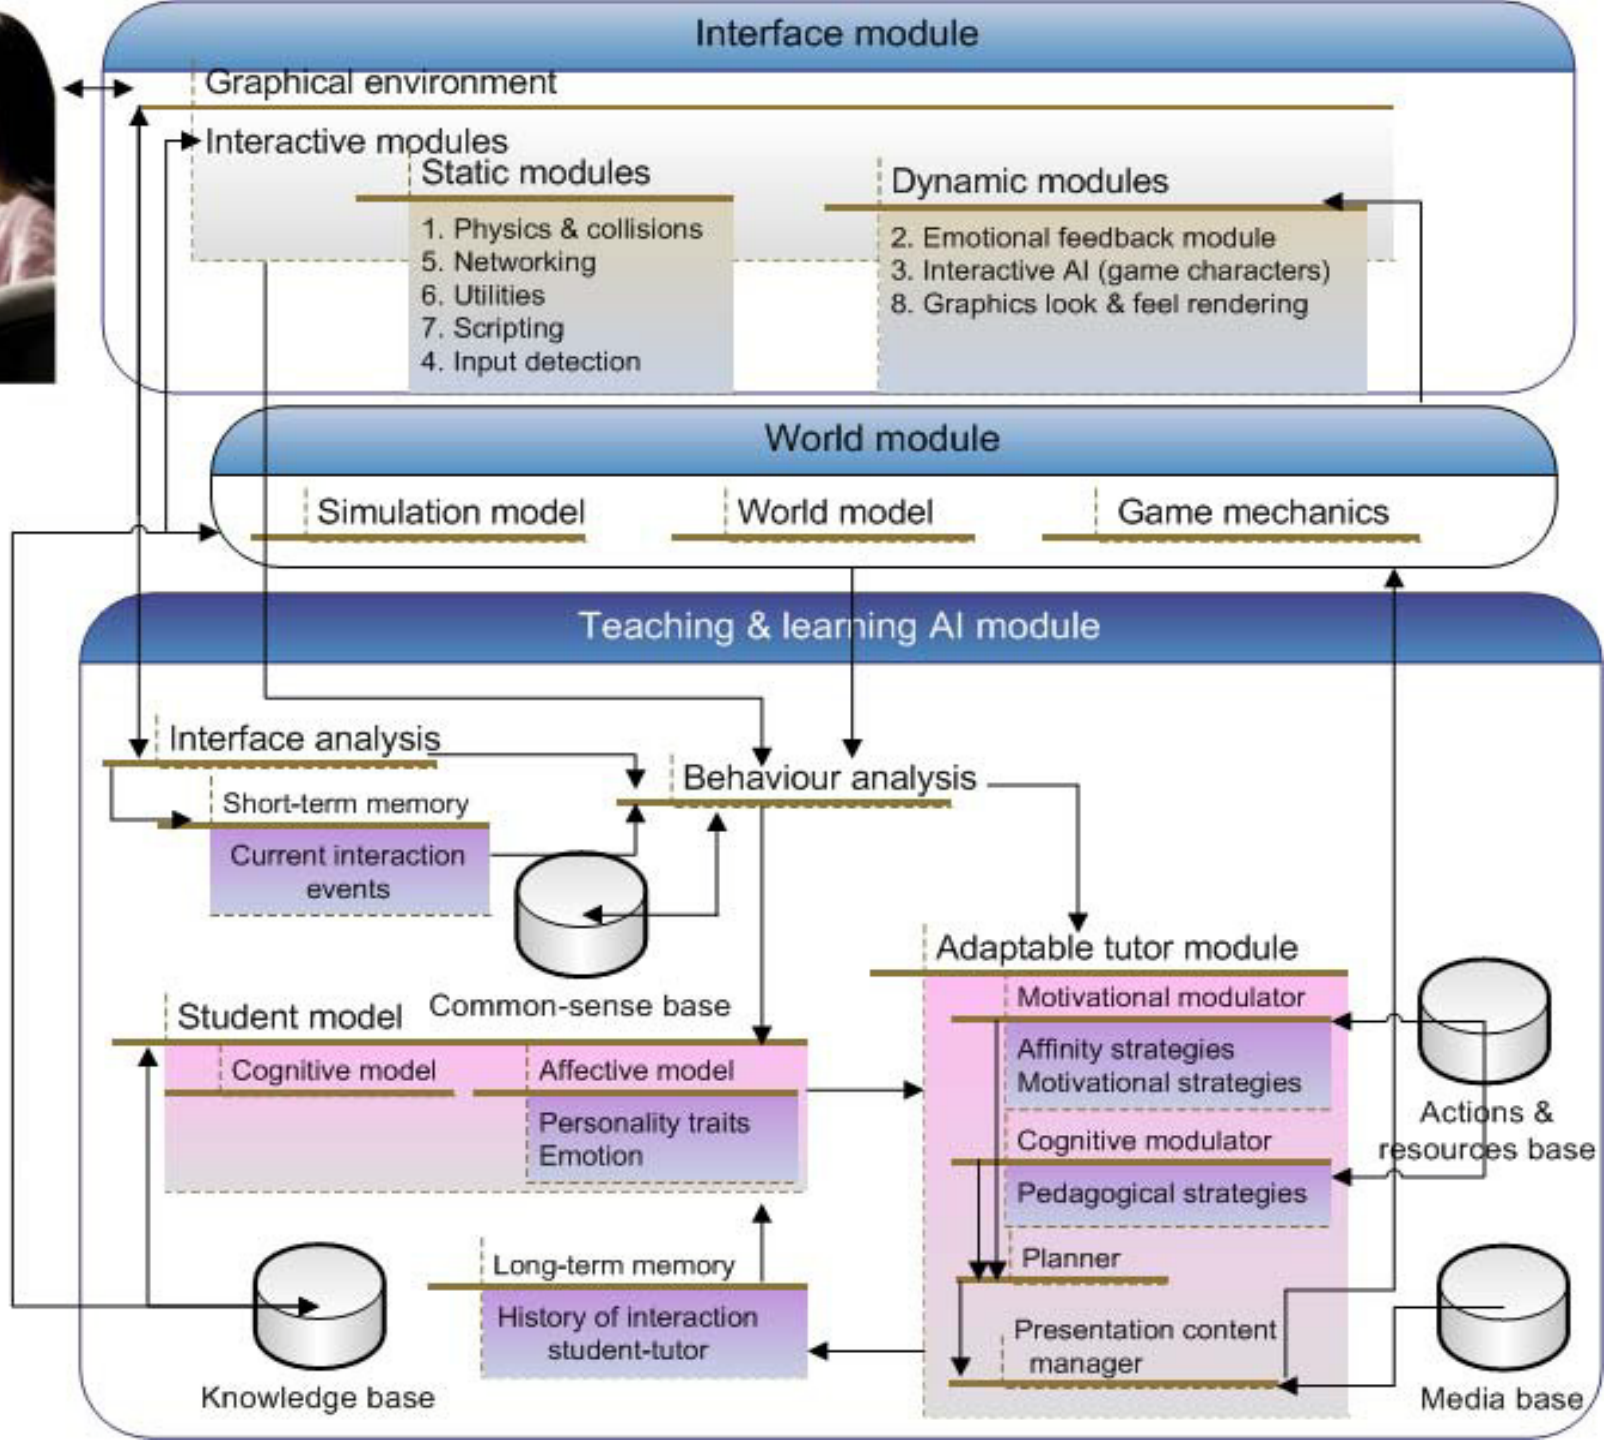 Interface module
Graphical environment
Interactive modules
Static modules
1. Physics & collisions
5. Networking
6. Utilities
7. Scripting
4. Input detection
Dynamic modules
2. Emotional feedback module
3. Interactive AI (game characters)
8. Graphics look & feel rendering
World module
Simulation model
World model
Game mechanics
Teaching & learning AI module
Interface analysis
Short-term memory
Current interaction
events
Behaviour analysis
Common-sense base
Student model
Cognitive model
Affective model
Personality traits
Emotion
Long-term memory
History of interaction
student-tutor
Knowledge base
Adaptable tutor module
Motivational modulator
Affinity strategies
Motivational strategies
Cognitive modulator
Pedagogical strategies
Planner
Presentation content
manager
Actions &
resources base
Media base